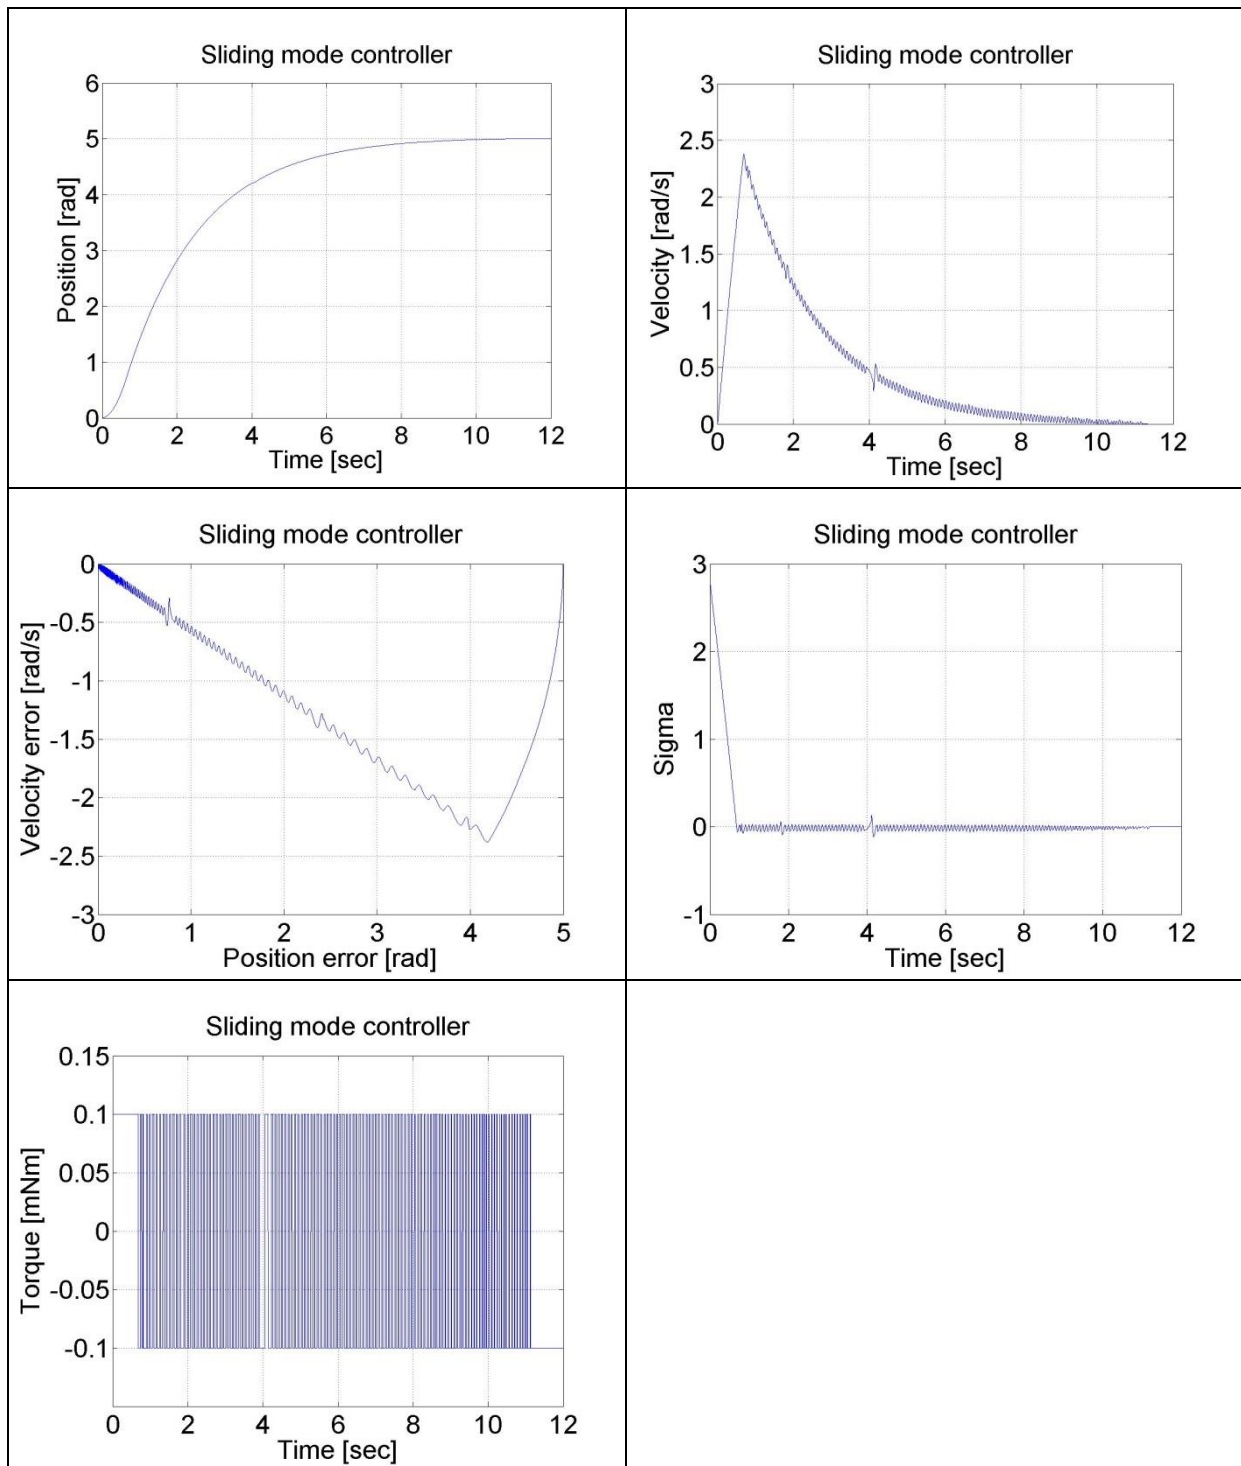 Sliding mode controller
6
5
4
3
2
1
0
0 2 4 6 8 10 12
Position [rad]
Time [sec]
Sliding mode controller
3
2.5
2
1.5
1
0.5
0
0 2 4 6 8 10 12
Velocity [rad/s]
Time [sec]
Sliding mode controller
0
-0.5
-1
-1.5
-2
-2.5
-3
0 1 2 3 4 5
Velocity error [rad/s]
Position error [rad]
Sliding mode controller
3
2
1
0
-1
0 2 4 6 8 10 12
Sigma
Time [sec]
Sliding mode controller
0.15
0.1
0.05
0
-0.05
-0.1
0 2 4 6 8 10 12
Torque [mNm]
Time [sec]